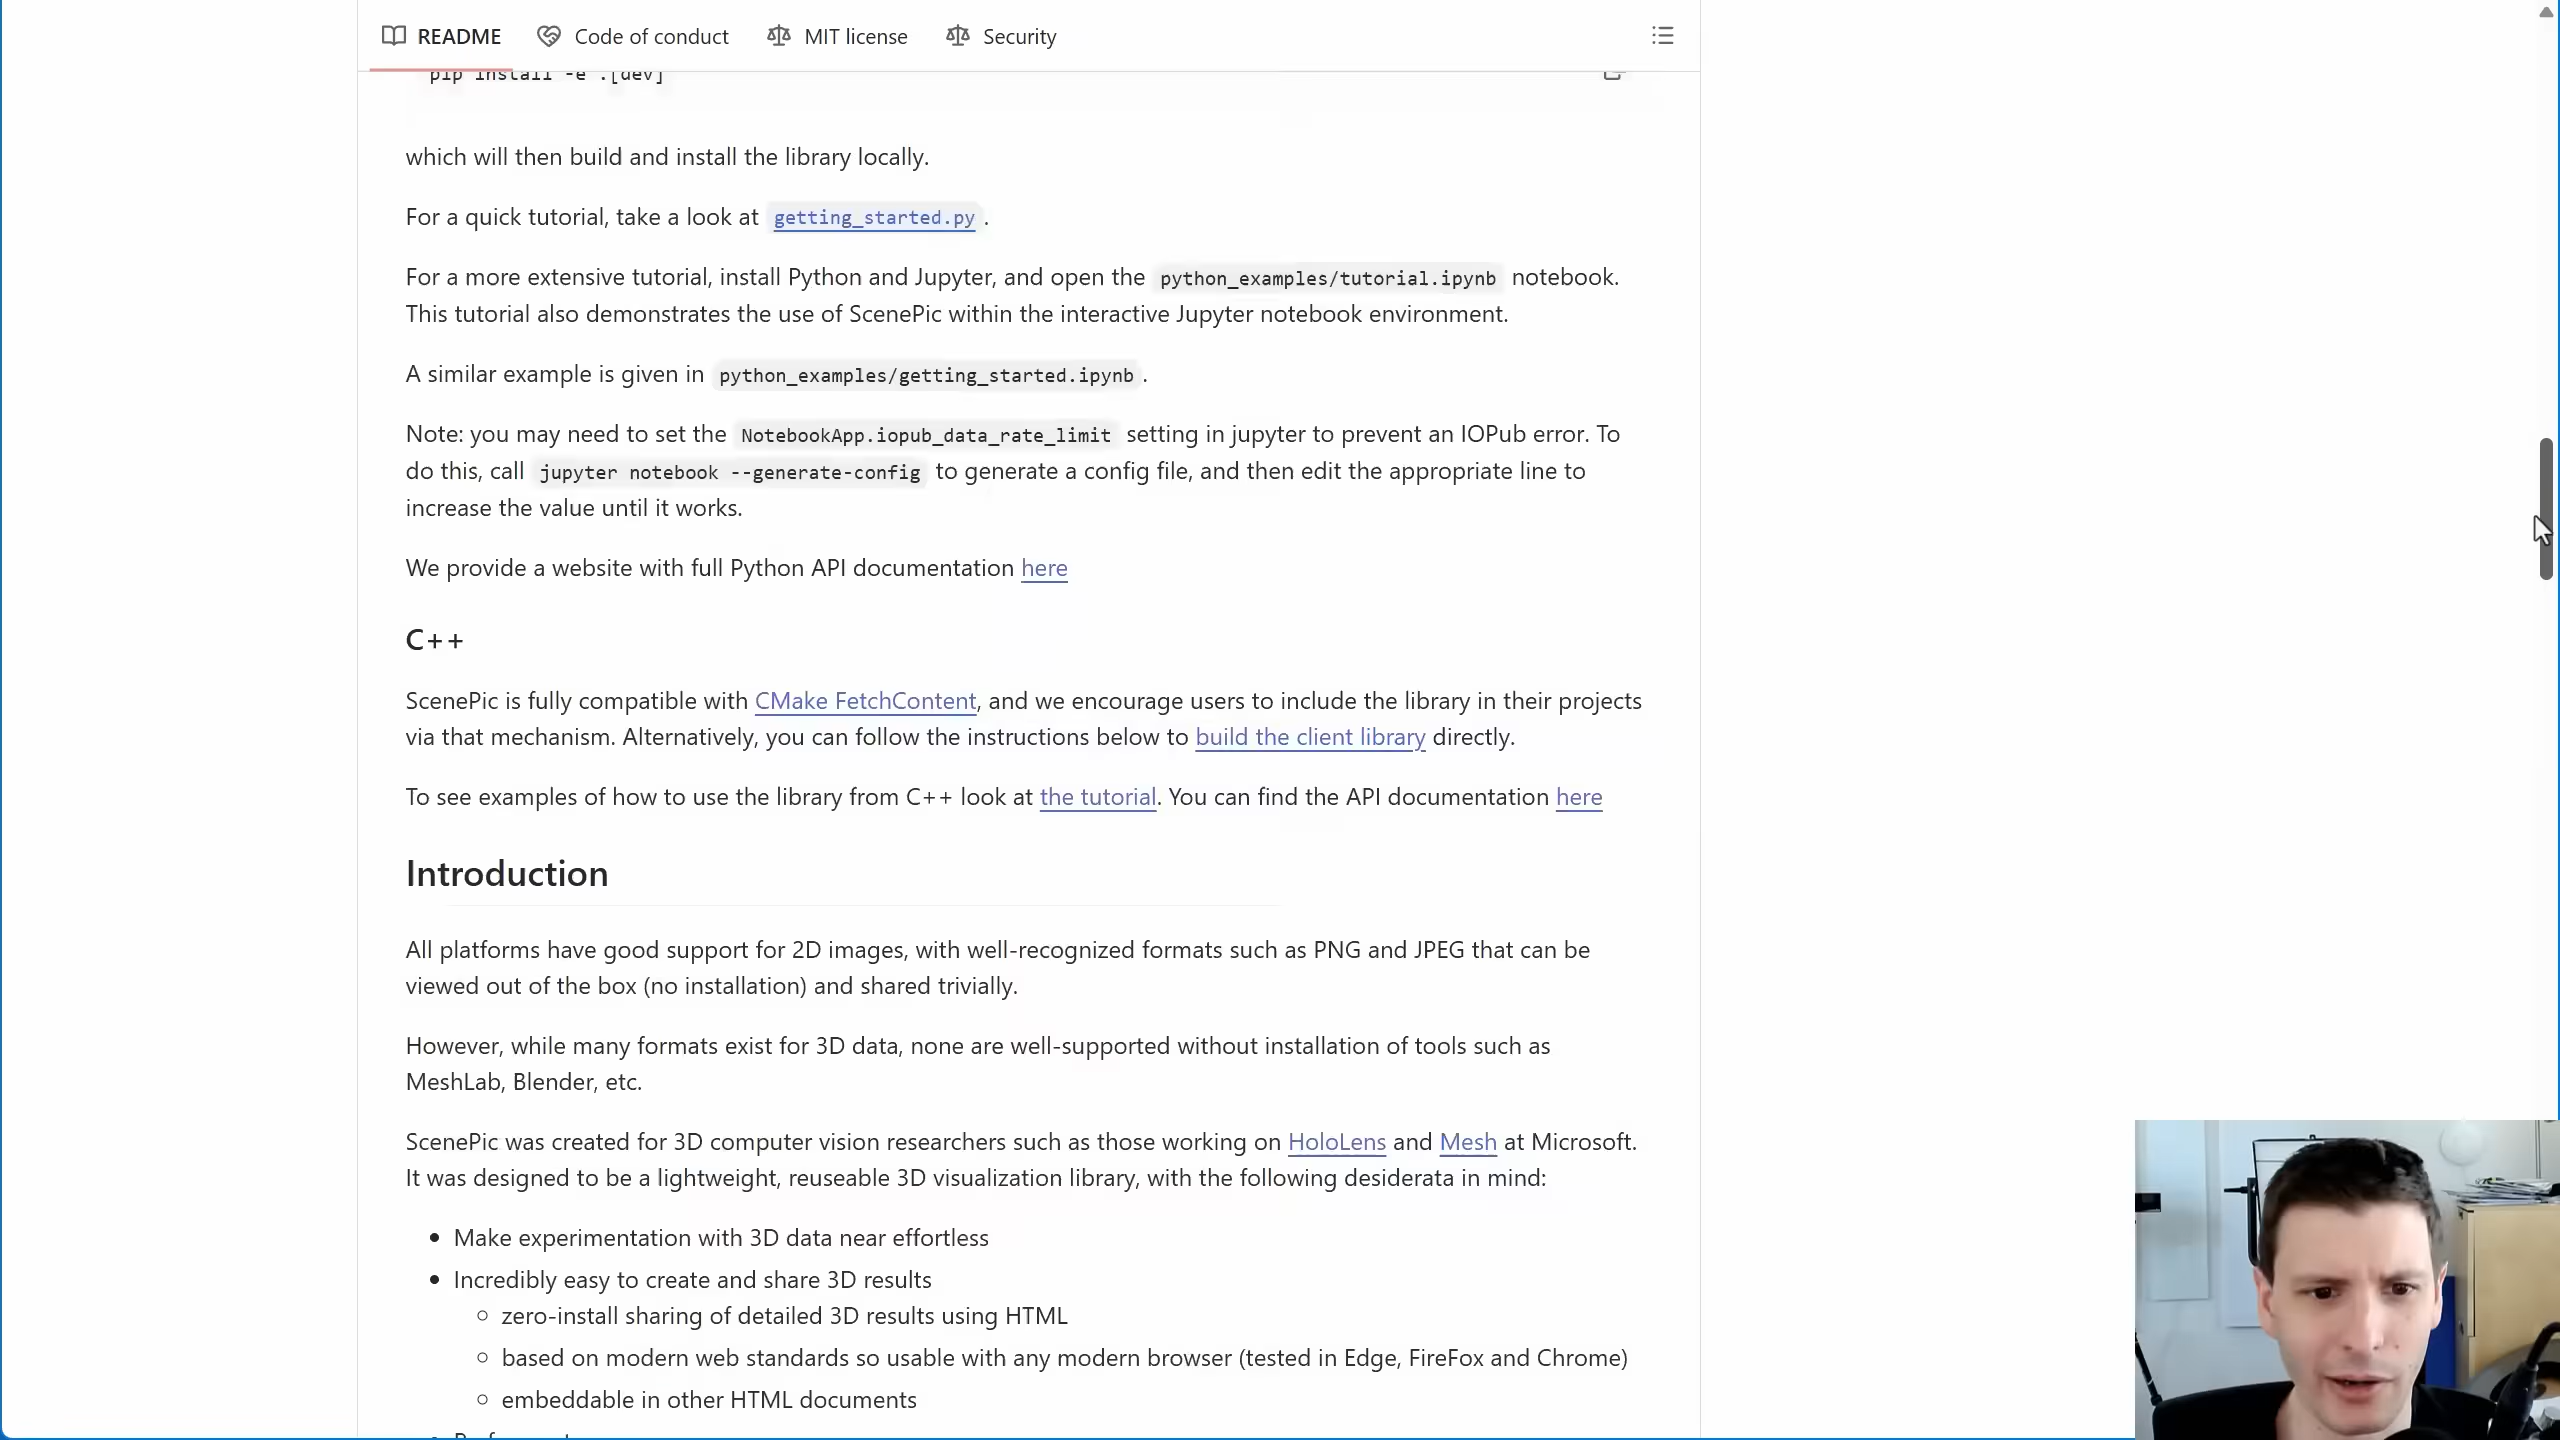 README Code of conduct MIT license Security
pip install -e .[dev]
which will then build and install the library locally.
For a quick tutorial, take a look at getting_started.py .
For a more extensive tutorial, install Python and Jupyter, and open the python_examples/tutorial.ipynb notebook.
This tutorial also demonstrates the use of ScenePic within the interactive Jupyter notebook environment.
A similar example is given in python_examples/getting_started.ipynb .
Note: you may need to set the NotebookApp.iopub_data_rate_limit setting in jupyter to prevent an IOPub error. To
do this, call jupyter notebook --generate-config to generate a config file, and then edit the appropriate line to
increase the value until it works.
We provide a website with full Python API documentation here
C++
ScenePic is fully compatible with CMake FetchContent, and we encourage users to include the library in their projects
via that mechanism. Alternatively, you can follow the instructions below to build the client library directly.
To see examples of how to use the library from C++ look at the tutorial. You can find the API documentation here
Introduction
All platforms have good support for 2D images, with well-recognized formats such as PNG and JPEG that can be
viewed out of the box (no installation) and shared trivially.
However, while many formats exist for 3D data, none are well-supported without installation of tools such as
MeshLab, Blender, etc.
ScenePic was created for 3D computer vision researchers such as those working on HoloLens and Mesh at Microsoft.
It was designed to be a lightweight, reuseable 3D visualization library, with the following desiderata in mind:
• Make experimentation with 3D data near effortless
• Incredibly easy to create and share 3D results
○ zero-install sharing of detailed 3D results using HTML
○ based on modern web standards so usable with any modern browser (tested in Edge, FireFox and Chrome)
○ embeddable in other HTML documents